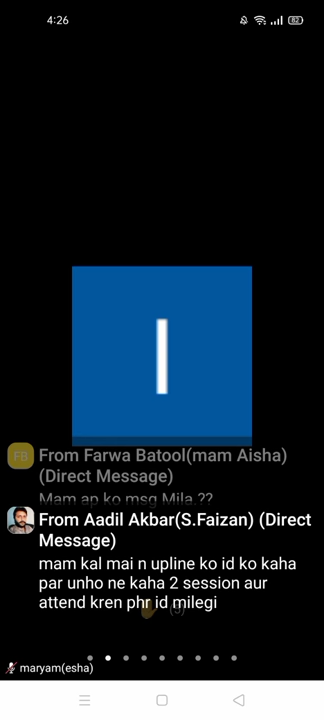 4:26
82
I
FB
From Farwa Batool(mam Aisha)
(Direct Message)
Mam ap ko msg Mila,??
From Aadil Akbar(S.Faizan) (Direct
Message)
mam kal mai n upline ko id ko kaha
par unho ne kaha 2 session aur
attend kren phr id milegi
(3)
maryam(esha)